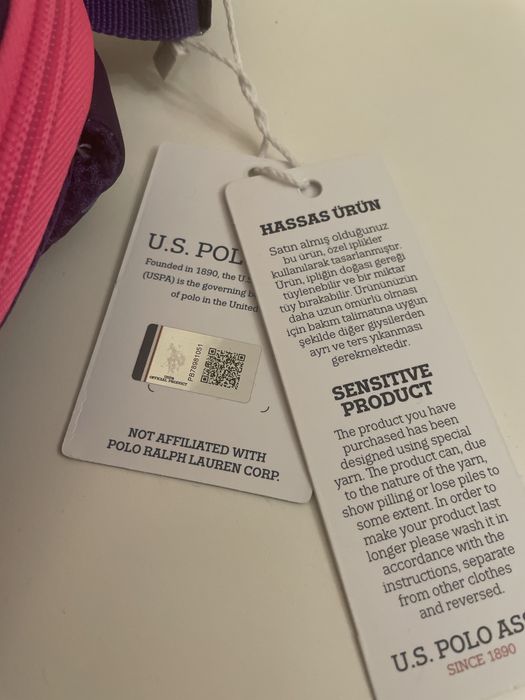 U.S. POL
Founded in 1890, the U.S
(USPA) is the governing b
of polo in the United
OFFICIAL PRODUCT
PB78981051
NOT AFFILIATED WITH
POLO RALPH LAUREN CORP.
HASSAS ÜRÜN
Satın almış olduğunuz
bu ürün, özel iplikler
kullanılarak tasarlanmıştır.
Ürün, ipliğin doğası gereği
tüylenebilir ve bir miktar
tüy bırakabilir. Ürününüzün
daha uzun ömürlü olması
için bakım talimatına uygun
şekilde diğer giysilerden
ayrı ve ters yıkanması
gerekmektedir.
SENSITIVE
PRODUCT
The product you have
purchased has been
designed using special
yarn. The product can, due
to the nature of the yarn,
show pilling or lose piles to
some extent. In order to
make your product last
longer please wash it in
accordance with the
instructions, separate
from other clothes
and reversed.
U.S. POLO ASS
SINCE 1890